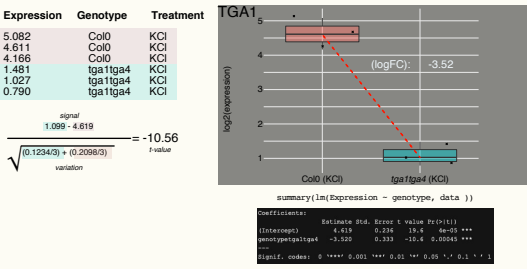 Expression Genotype Treatment
5.082 Col0 KCl
4.611 Col0 KCl
4.166 Col0 KCl
1.481 tga1tga4 KCl
1.027 tga1tga4 KCl
0.790 tga1tga4 KCl
signal
1.099 - 4.619
= -10.56
t-value
√(0.1234/3) + (0.2098/3)
variation
TGA1
log2(expression)
5
4
3
2
1
(logFC): -3.52
Col0 (KCl) tga1tga4 (KCl)
summary(lm(Expression ~ genotype, data ))
Coefficients:
Estimate Std. Error t value Pr(>|t|)
(Intercept) 4.619 0.236 19.6 4e-05 ***
genotypetga1tga4 -3.520 0.333 -10.6 0.00045 ***
---
Signif. codes: 0 '***' 0.001 '**' 0.01 '*' 0.05 '.' 0.1 ' ' 1